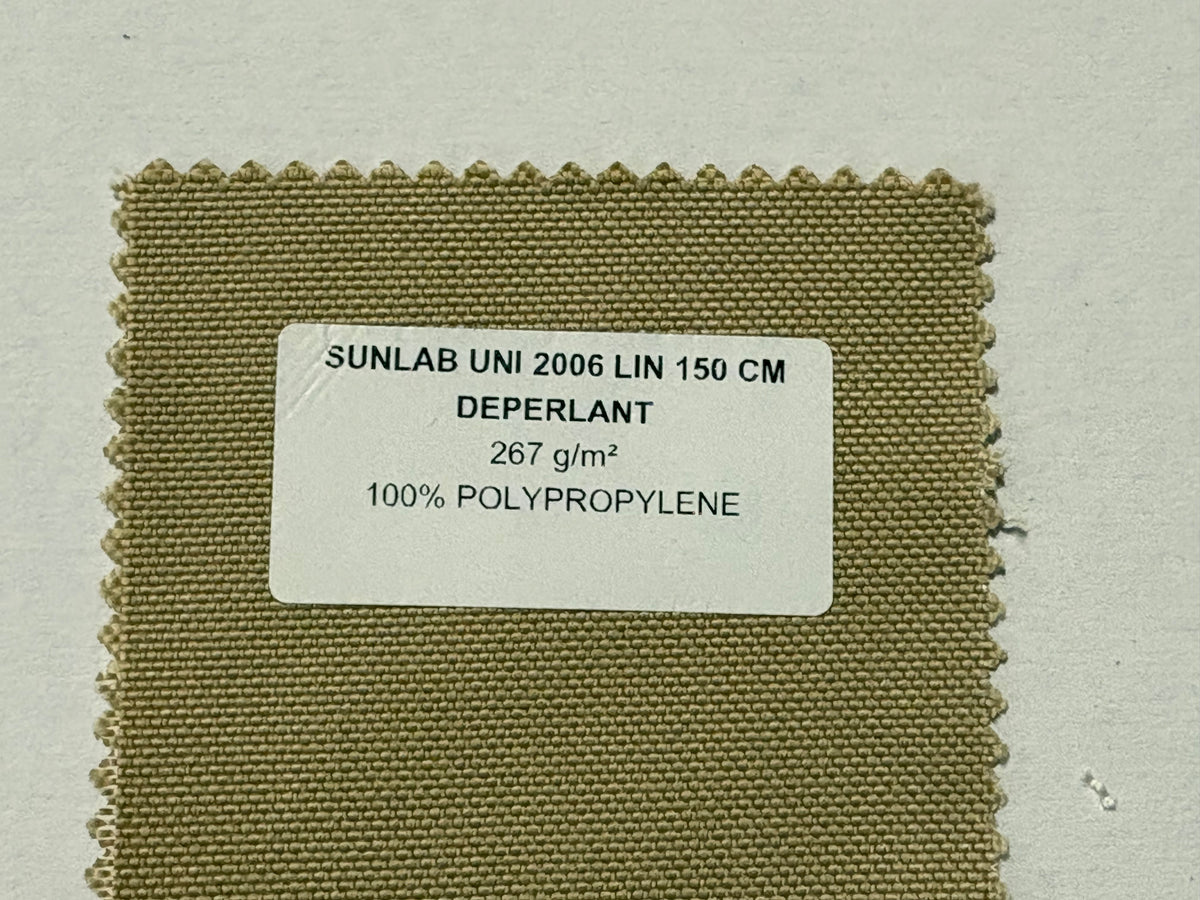 SUNLAB UNI 2006 LIN 150 CM
DEPERLANT
267 g/m²
100% POLYPROPYLENE